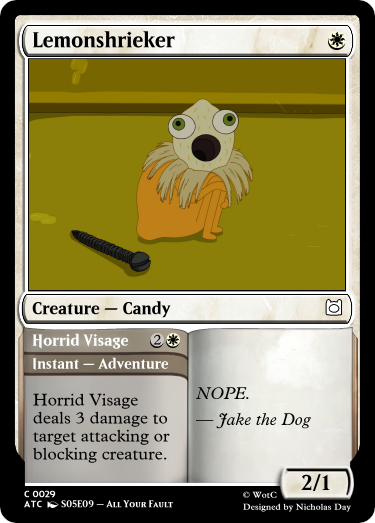 Lemonshrieker
Creature — Candy
Horrid Visage 2
Instant — Adventure
Horrid Visage
deals 3 damage to
target attacking or
blocking creature.
NOPE.
— Jake the Dog
2/1
C 0029
ATC S05E09 — All Your Fault
© WotC
Designed by Nicholas Day